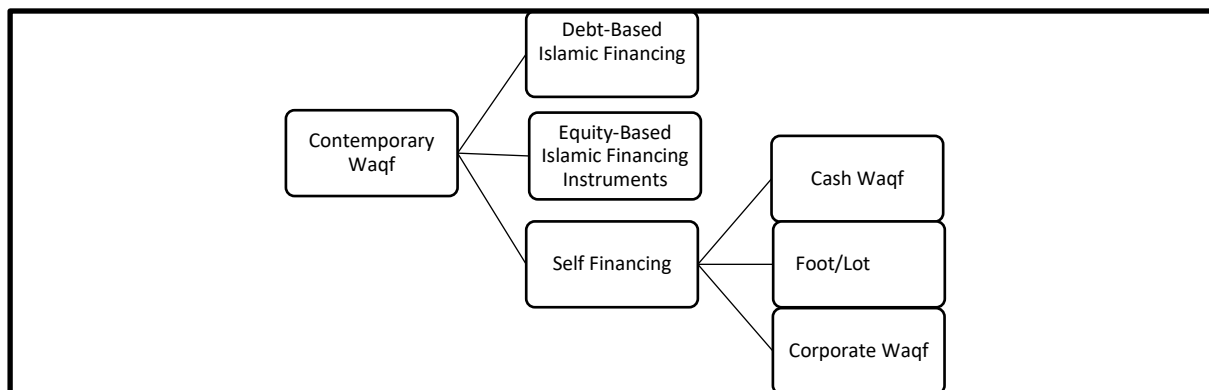 Debt-Based
Islamic Financing
Contemporary
Waqf
Equity-Based
Islamic Financing
Instruments
Self Financing
Cash Waqf
Foot/Lot
Corporate Waqf